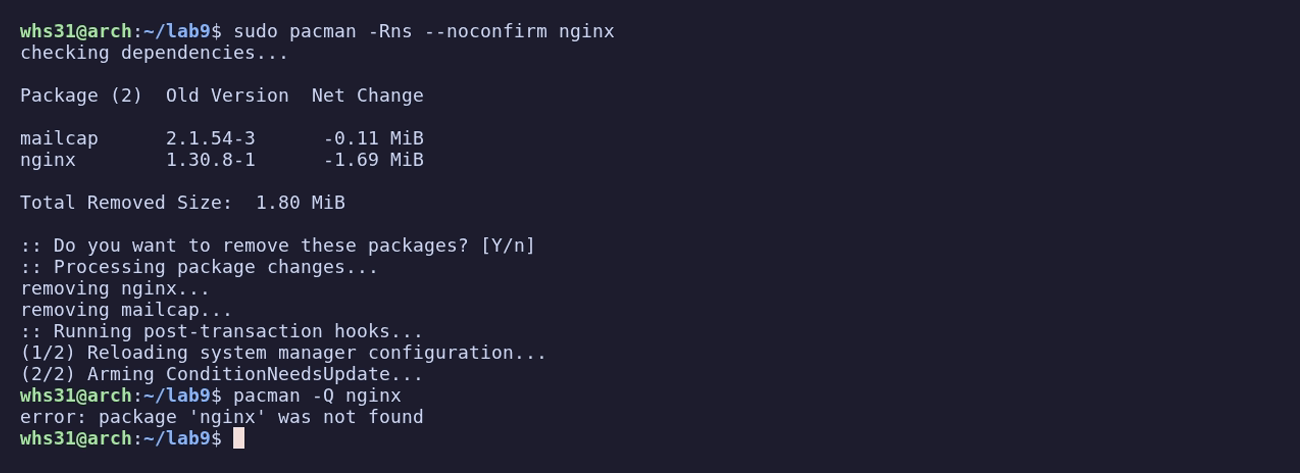 whs31@arch:~/lab9$ sudo pacman -Rns --noconfirm nginx
checking dependencies...
Package (2)  Old Version  Net Change
mailcap      2.1.54-3      -0.11 MiB
nginx        1.30.8-1      -1.69 MiB
Total Removed Size:  1.80 MiB
:: Do you want to remove these packages? [Y/n]
:: Processing package changes...
removing nginx...
removing mailcap...
:: Running post-transaction hooks...
(1/2) Reloading system manager configuration...
(2/2) Arming ConditionNeedsUpdate...
whs31@arch:~/lab9$ pacman -Q nginx
error: package 'nginx' was not found
whs31@arch:~/lab9$